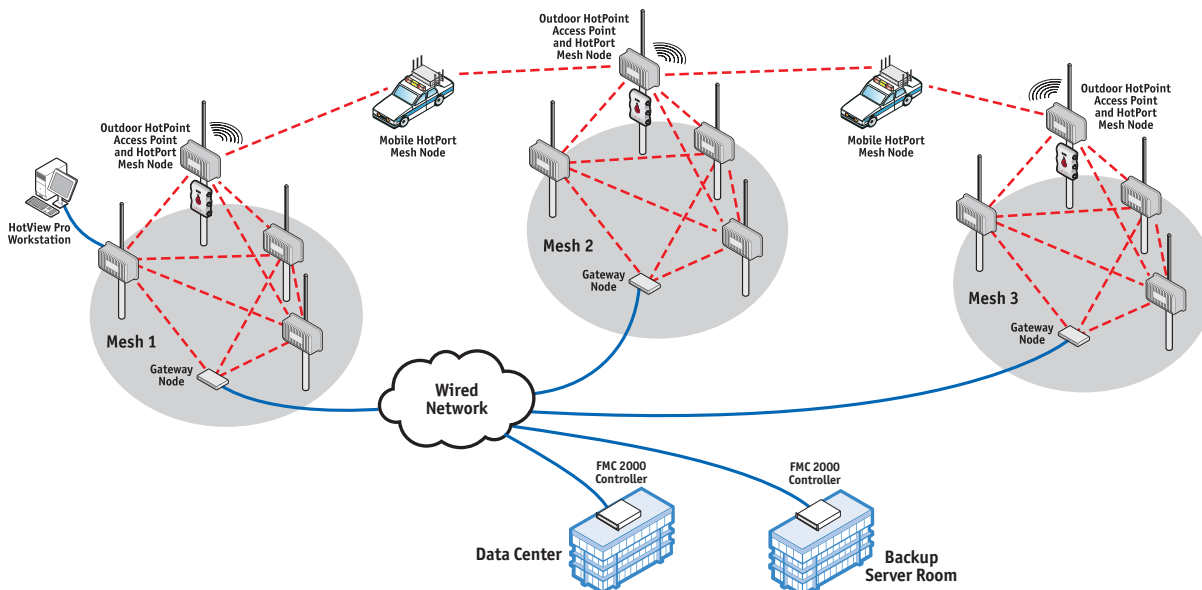 Outdoor HotPoint
Access Point
and HotPort
Mesh Node
Mobile HotPort
Mesh Node
Outdoor HotPoint
Access Point
and HotPort
Mesh Node
Mobile HotPort
Mesh Node
Outdoor HotPoint
Access Point
and HotPort
Mesh Node
HotView Pro
Workstation
Mesh 1
Gateway
Node
Mesh 2
Gateway
Node
Mesh 3
Gateway
Node
Wired
Network
FMC 2000
Controller
Data Center
FMC 2000
Controller
Backup
Server Room